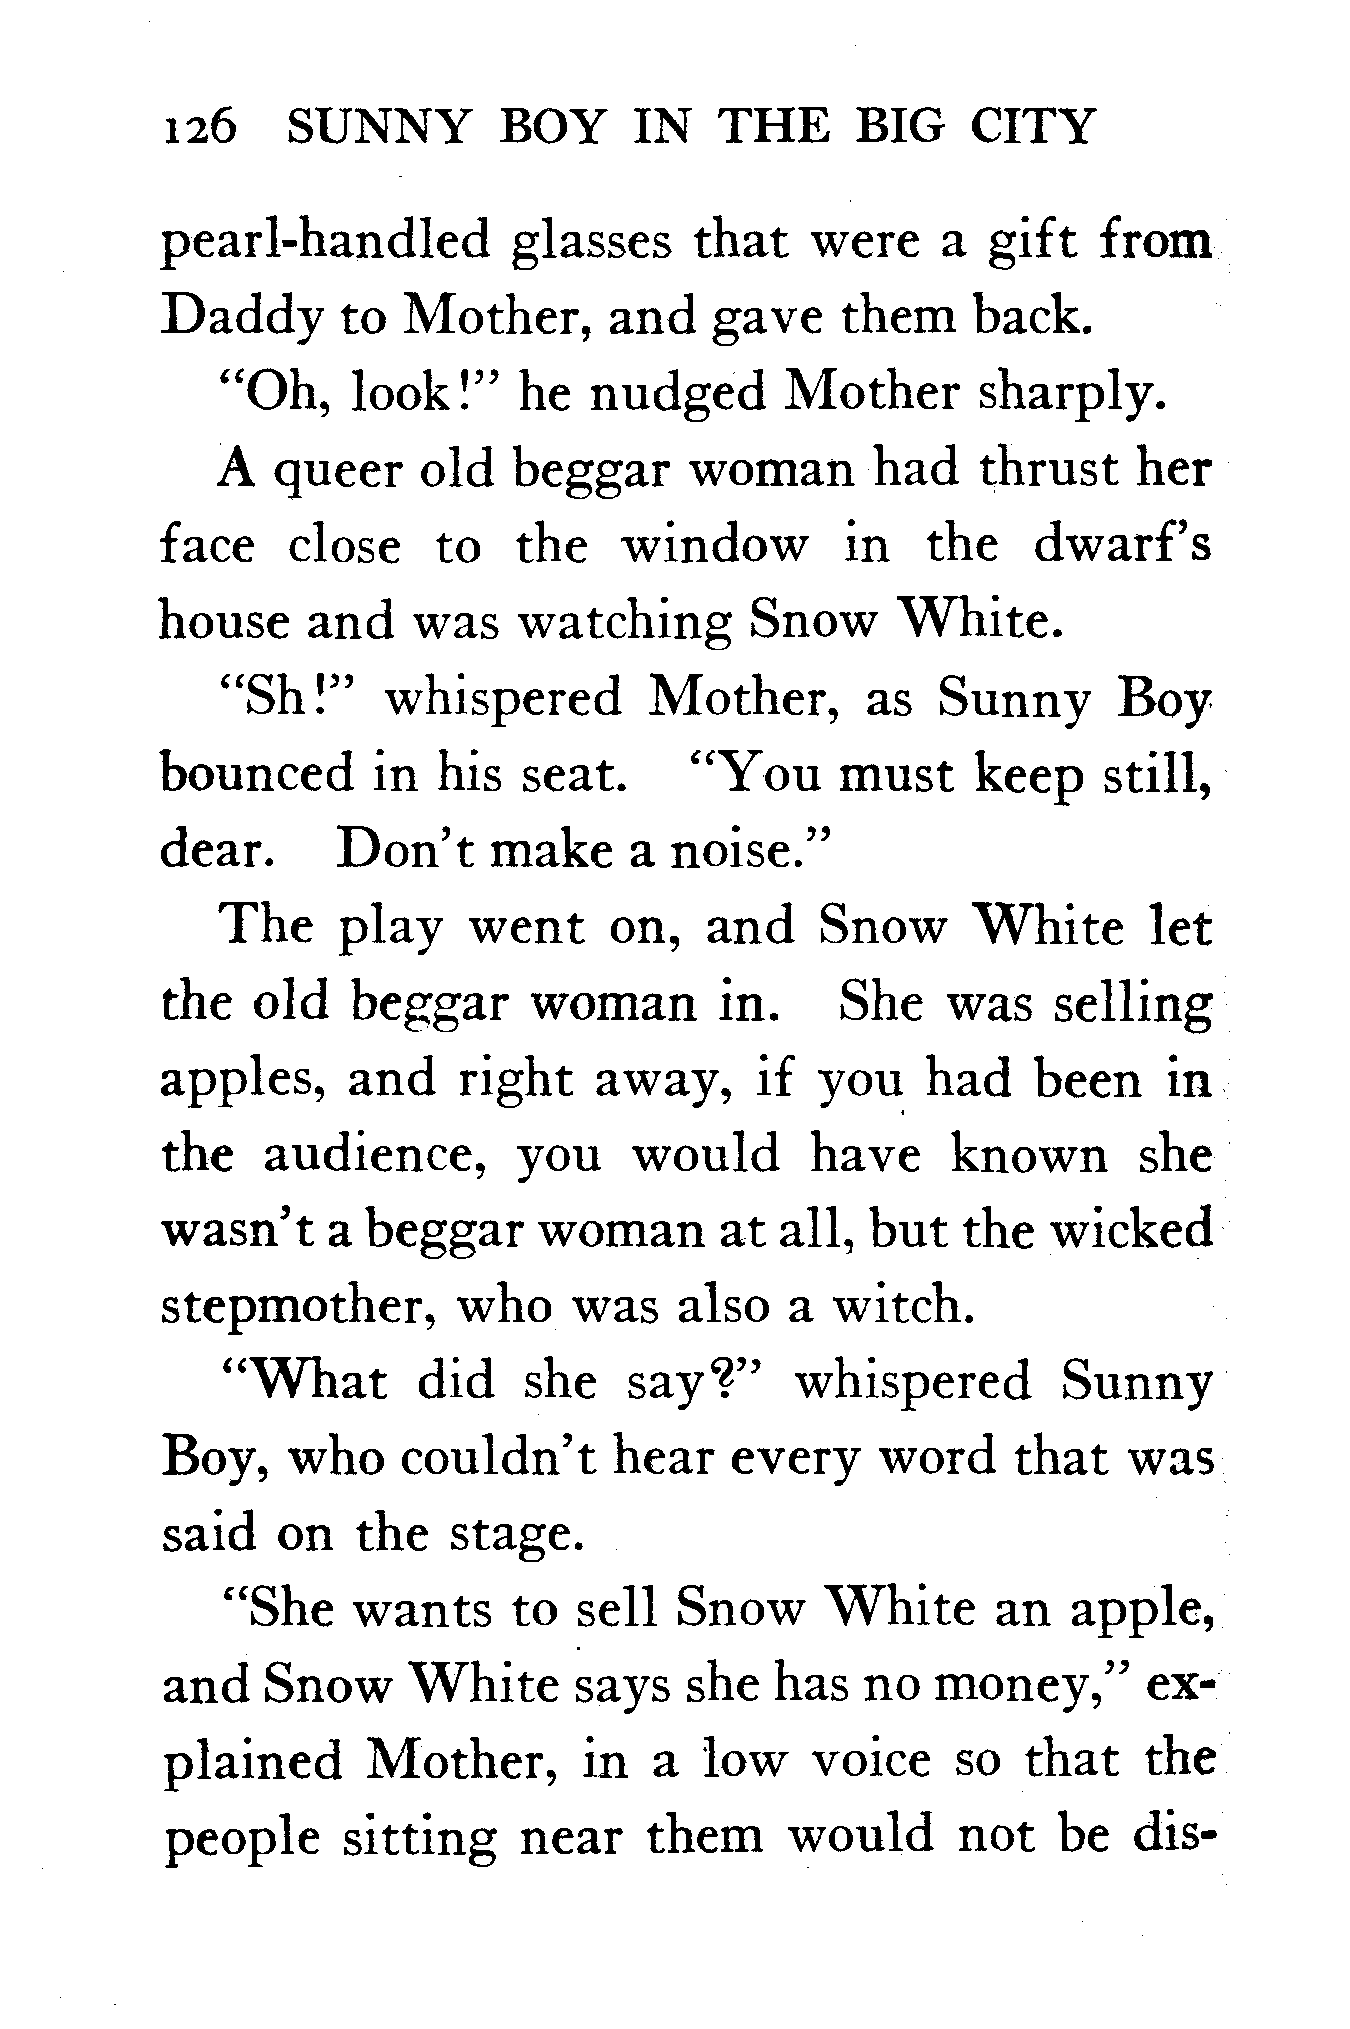 126 SUNNY BOY IN THE BIG CITY
pearl-handled glasses that were a gift from
Daddy to Mother, and gave them back.
"Oh, look!" he nudged Mother sharply.
A queer old beggar woman had thrust her
face close to the window in the dwarf's
house and was watching Snow White.
"Sh!" whispered Mother, as Sunny Boy
bounced in his seat. "You must keep still,
dear. Don't make a noise."
The play went on, and Snow White let
the old beggar woman in. She was selling
apples, and right away, if you had been in
the audience, you would have known she
wasn't a beggar woman at all, but the wicked
stepmother, who was also a witch.
"What did she say?" whispered Sunny
Boy, who couldn't hear every word that was
said on the stage.
"She wants to sell Snow White an apple,
and Snow White says she has no money," ex-
plained Mother, in a low voice so that the
people sitting near them would not be dis-